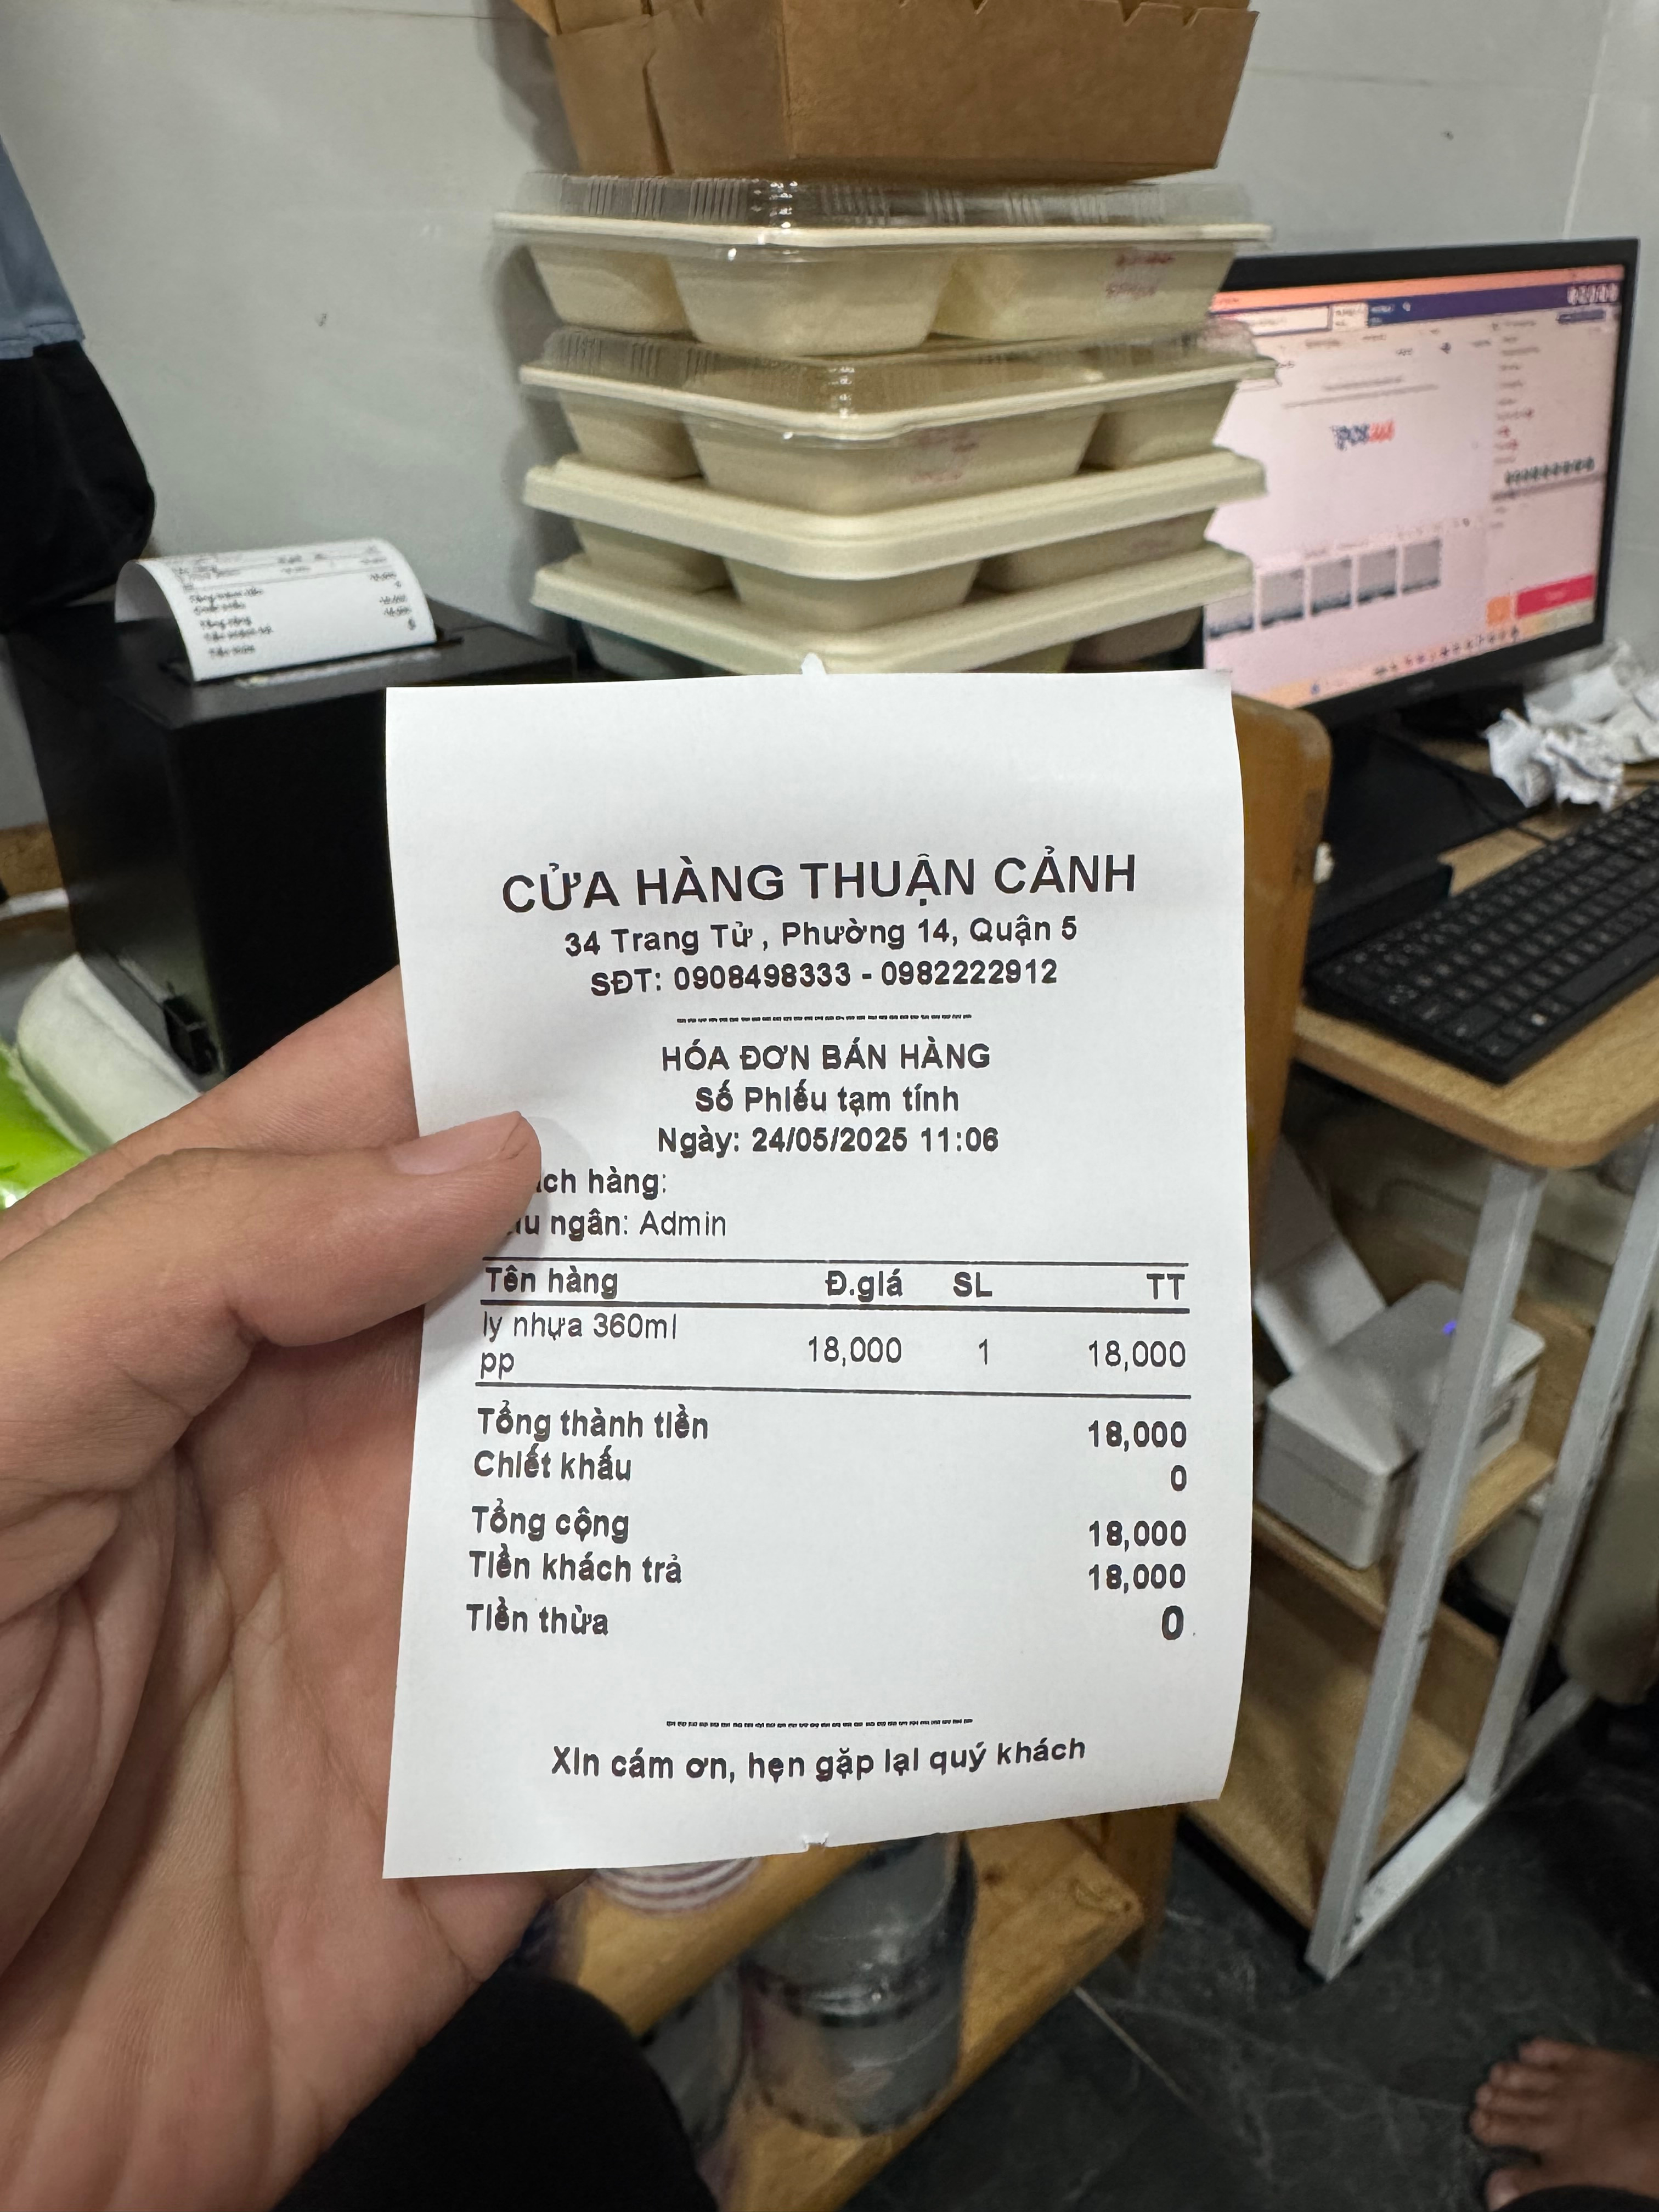 CỬA HÀNG THUẬN CẢNH
34 Trang Tử , Phường 14, Quận 5
SĐT: 0908498333 - 0982222912
HÓA ĐƠN BÁN HÀNG
Số Phiếu tạm tính
Ngày: 24/05/2025 11:06
hàng:
ngân: Admin
Tên hàng Đ.giá SL TT
ly nhựa 360ml
pp 18,000 1 18,000
Tổng thành tiền 18,000
Chiết khấu 0
Tổng cộng 18,000
Tiền khách trả 18,000
Tiền thừa 0
Xin cám ơn, hẹn gặp lại quý khách